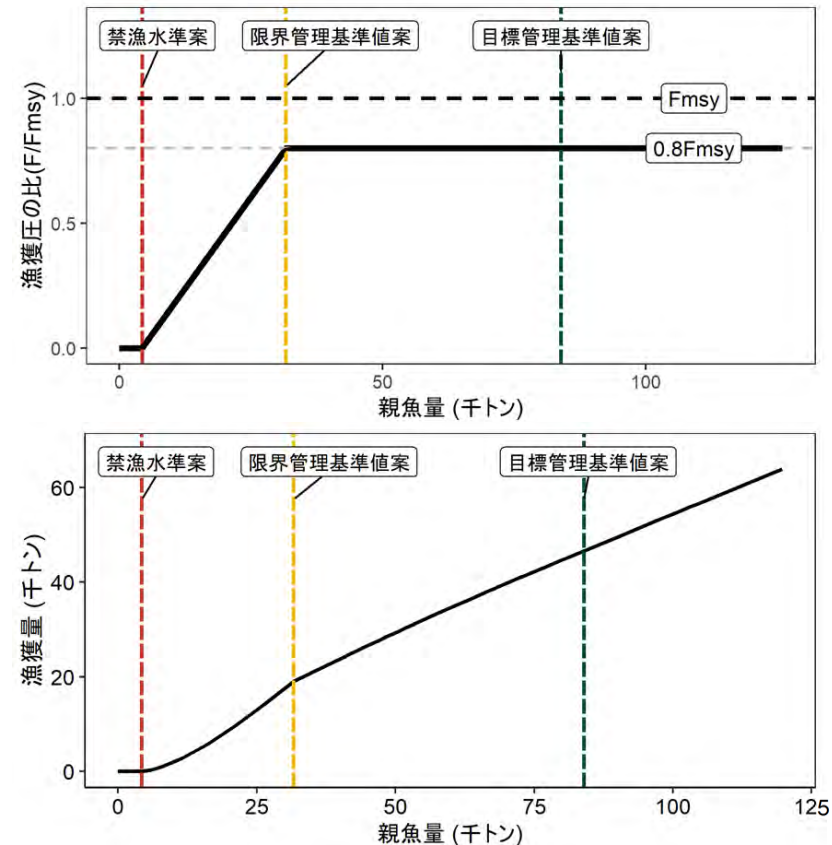 禁漁水準案
限界管理基準値案
目標管理基準値案
Fmsy
0.8Fmsy
漁獲圧の比(F/Fmsy)
1.0
0.5
0.0
0
50
100
親魚量 (千トン)
禁漁水準案
限界管理基準値案
目標管理基準値案
漁獲量 (千トン)
60
40
20
0
0
25
50
75
100
125
親魚量 (千トン)